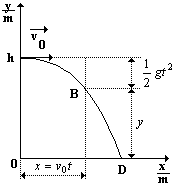 y/m
v₀
h
½ gt²
B
y
x = v₀t
0
D
x/m